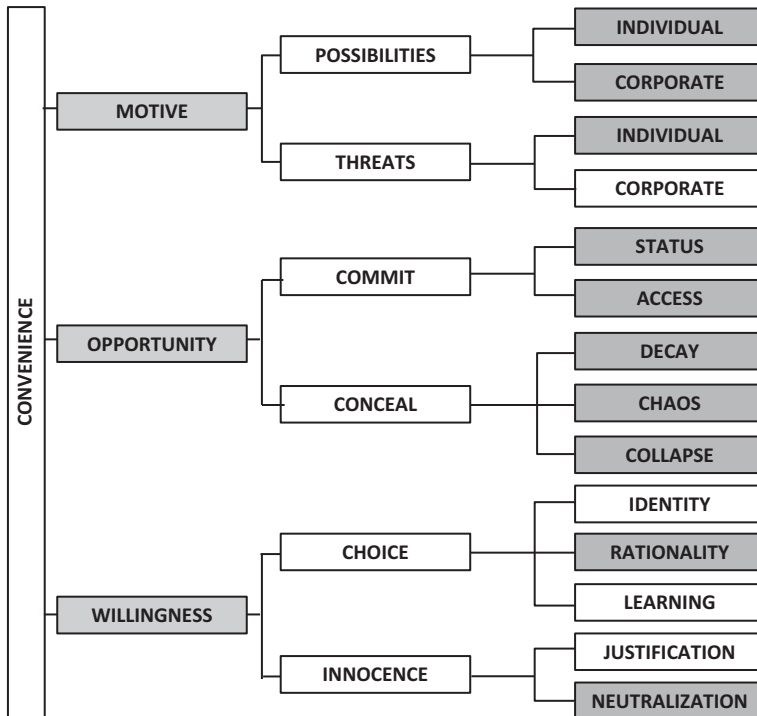 CONVENIENCE
MOTIVE
POSSIBILITIES
INDIVIDUAL
CORPORATE
THREATS
INDIVIDUAL
CORPORATE
OPPORTUNITY
COMMIT
STATUS
ACCESS
CONCEAL
DECAY
CHAOS
COLLAPSE
WILLINGNESS
CHOICE
IDENTITY
RATIONALITY
LEARNING
INNOCENCE
JUSTIFICATION
NEUTRALIZATION